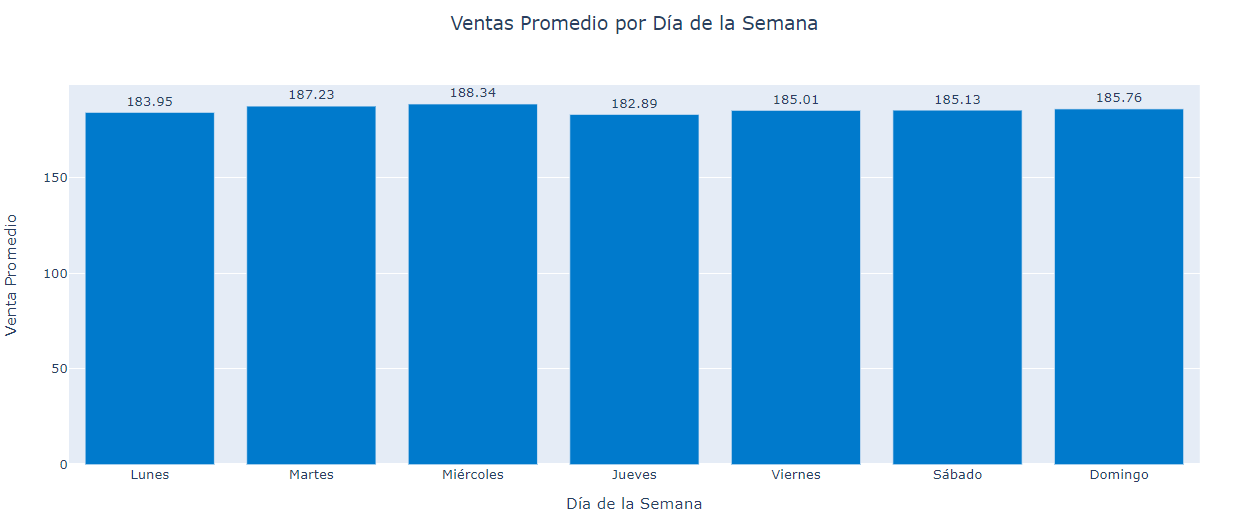 Ventas Promedio por Día de la Semana
183.95
187.23
188.34
182.89
185.01
185.13
185.76
150
100
50
0
Venta Promedio
Lunes
Martes
Miércoles
Jueves
Viernes
Sábado
Domingo
Día de la Semana